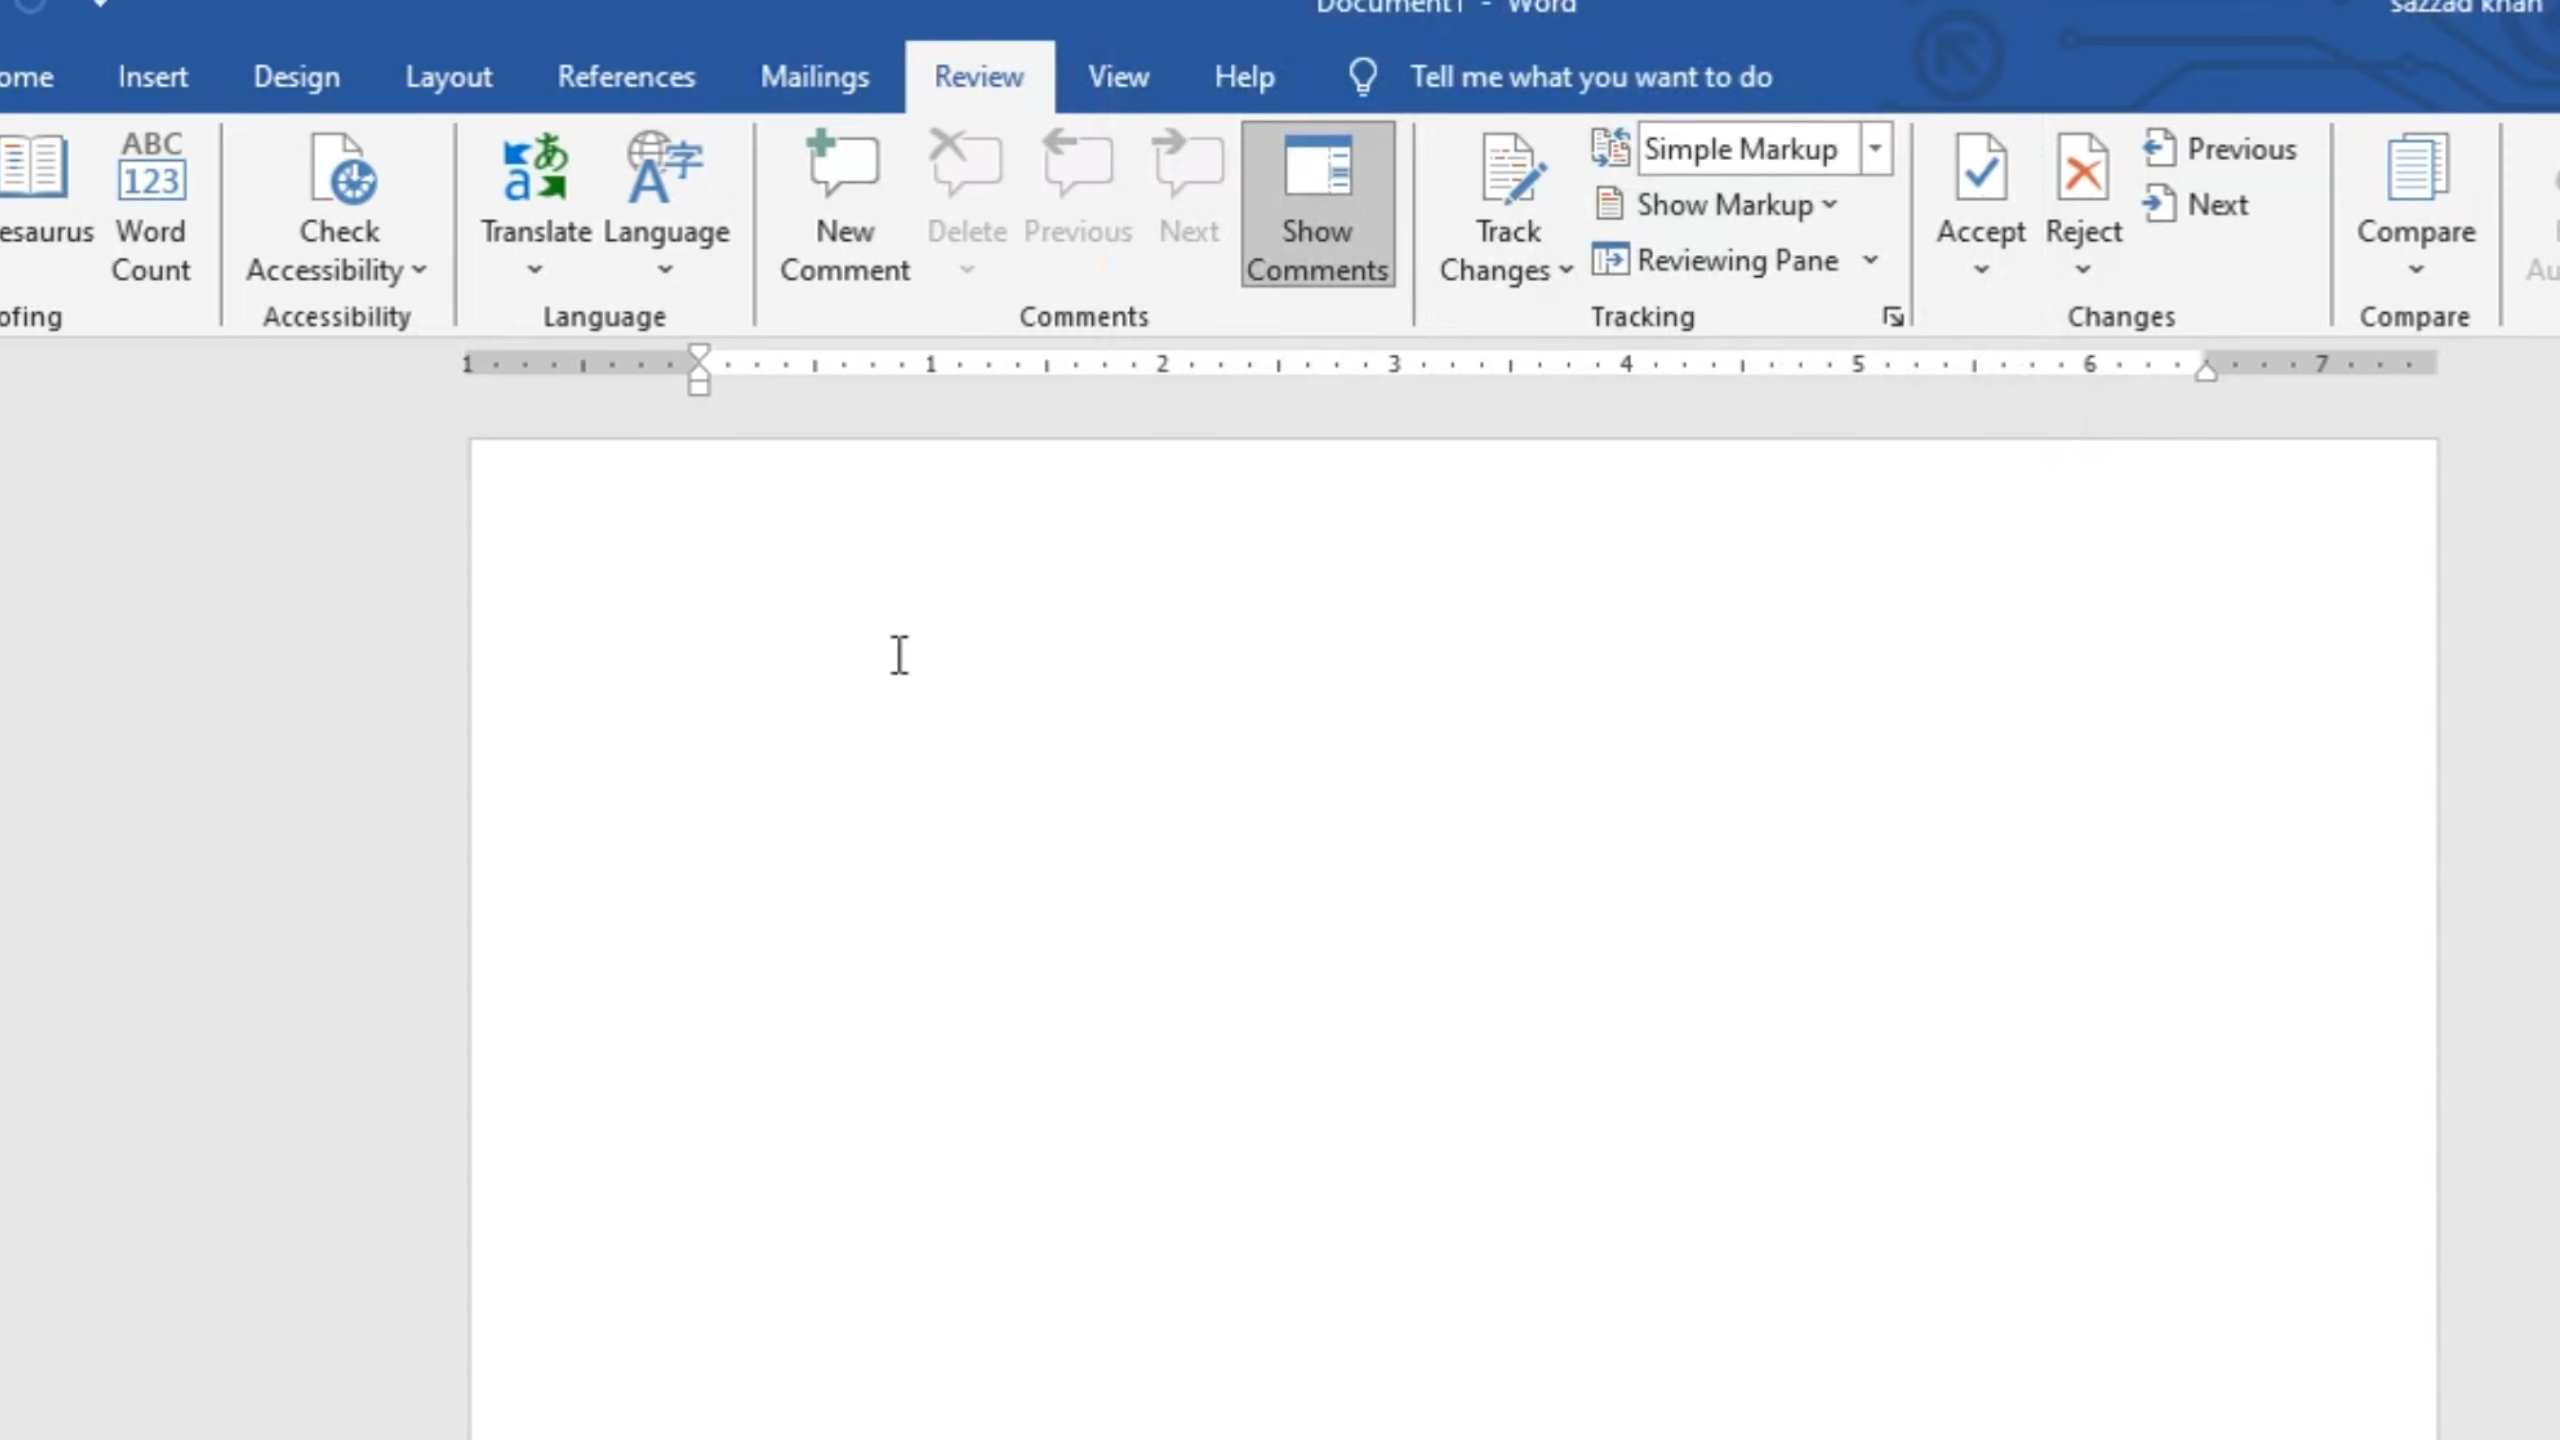 Document1 - Word
sazzad khan
ome Insert Design Layout References Mailings Review View Help Tell me what you want to do
esaurus
ABC
123
Word
Count
Check
Accessibility
Translate
Language
New
Comment
Delete
Previous
Next
Show
Comments
Track
Changes
Simple Markup
Show Markup
Reviewing Pane
Accept
Reject
Previous
Next
Compare
Au
ofing
Accessibility
Language
Comments
Tracking
Changes
Compare
1 1 2 3 4 5 6 7